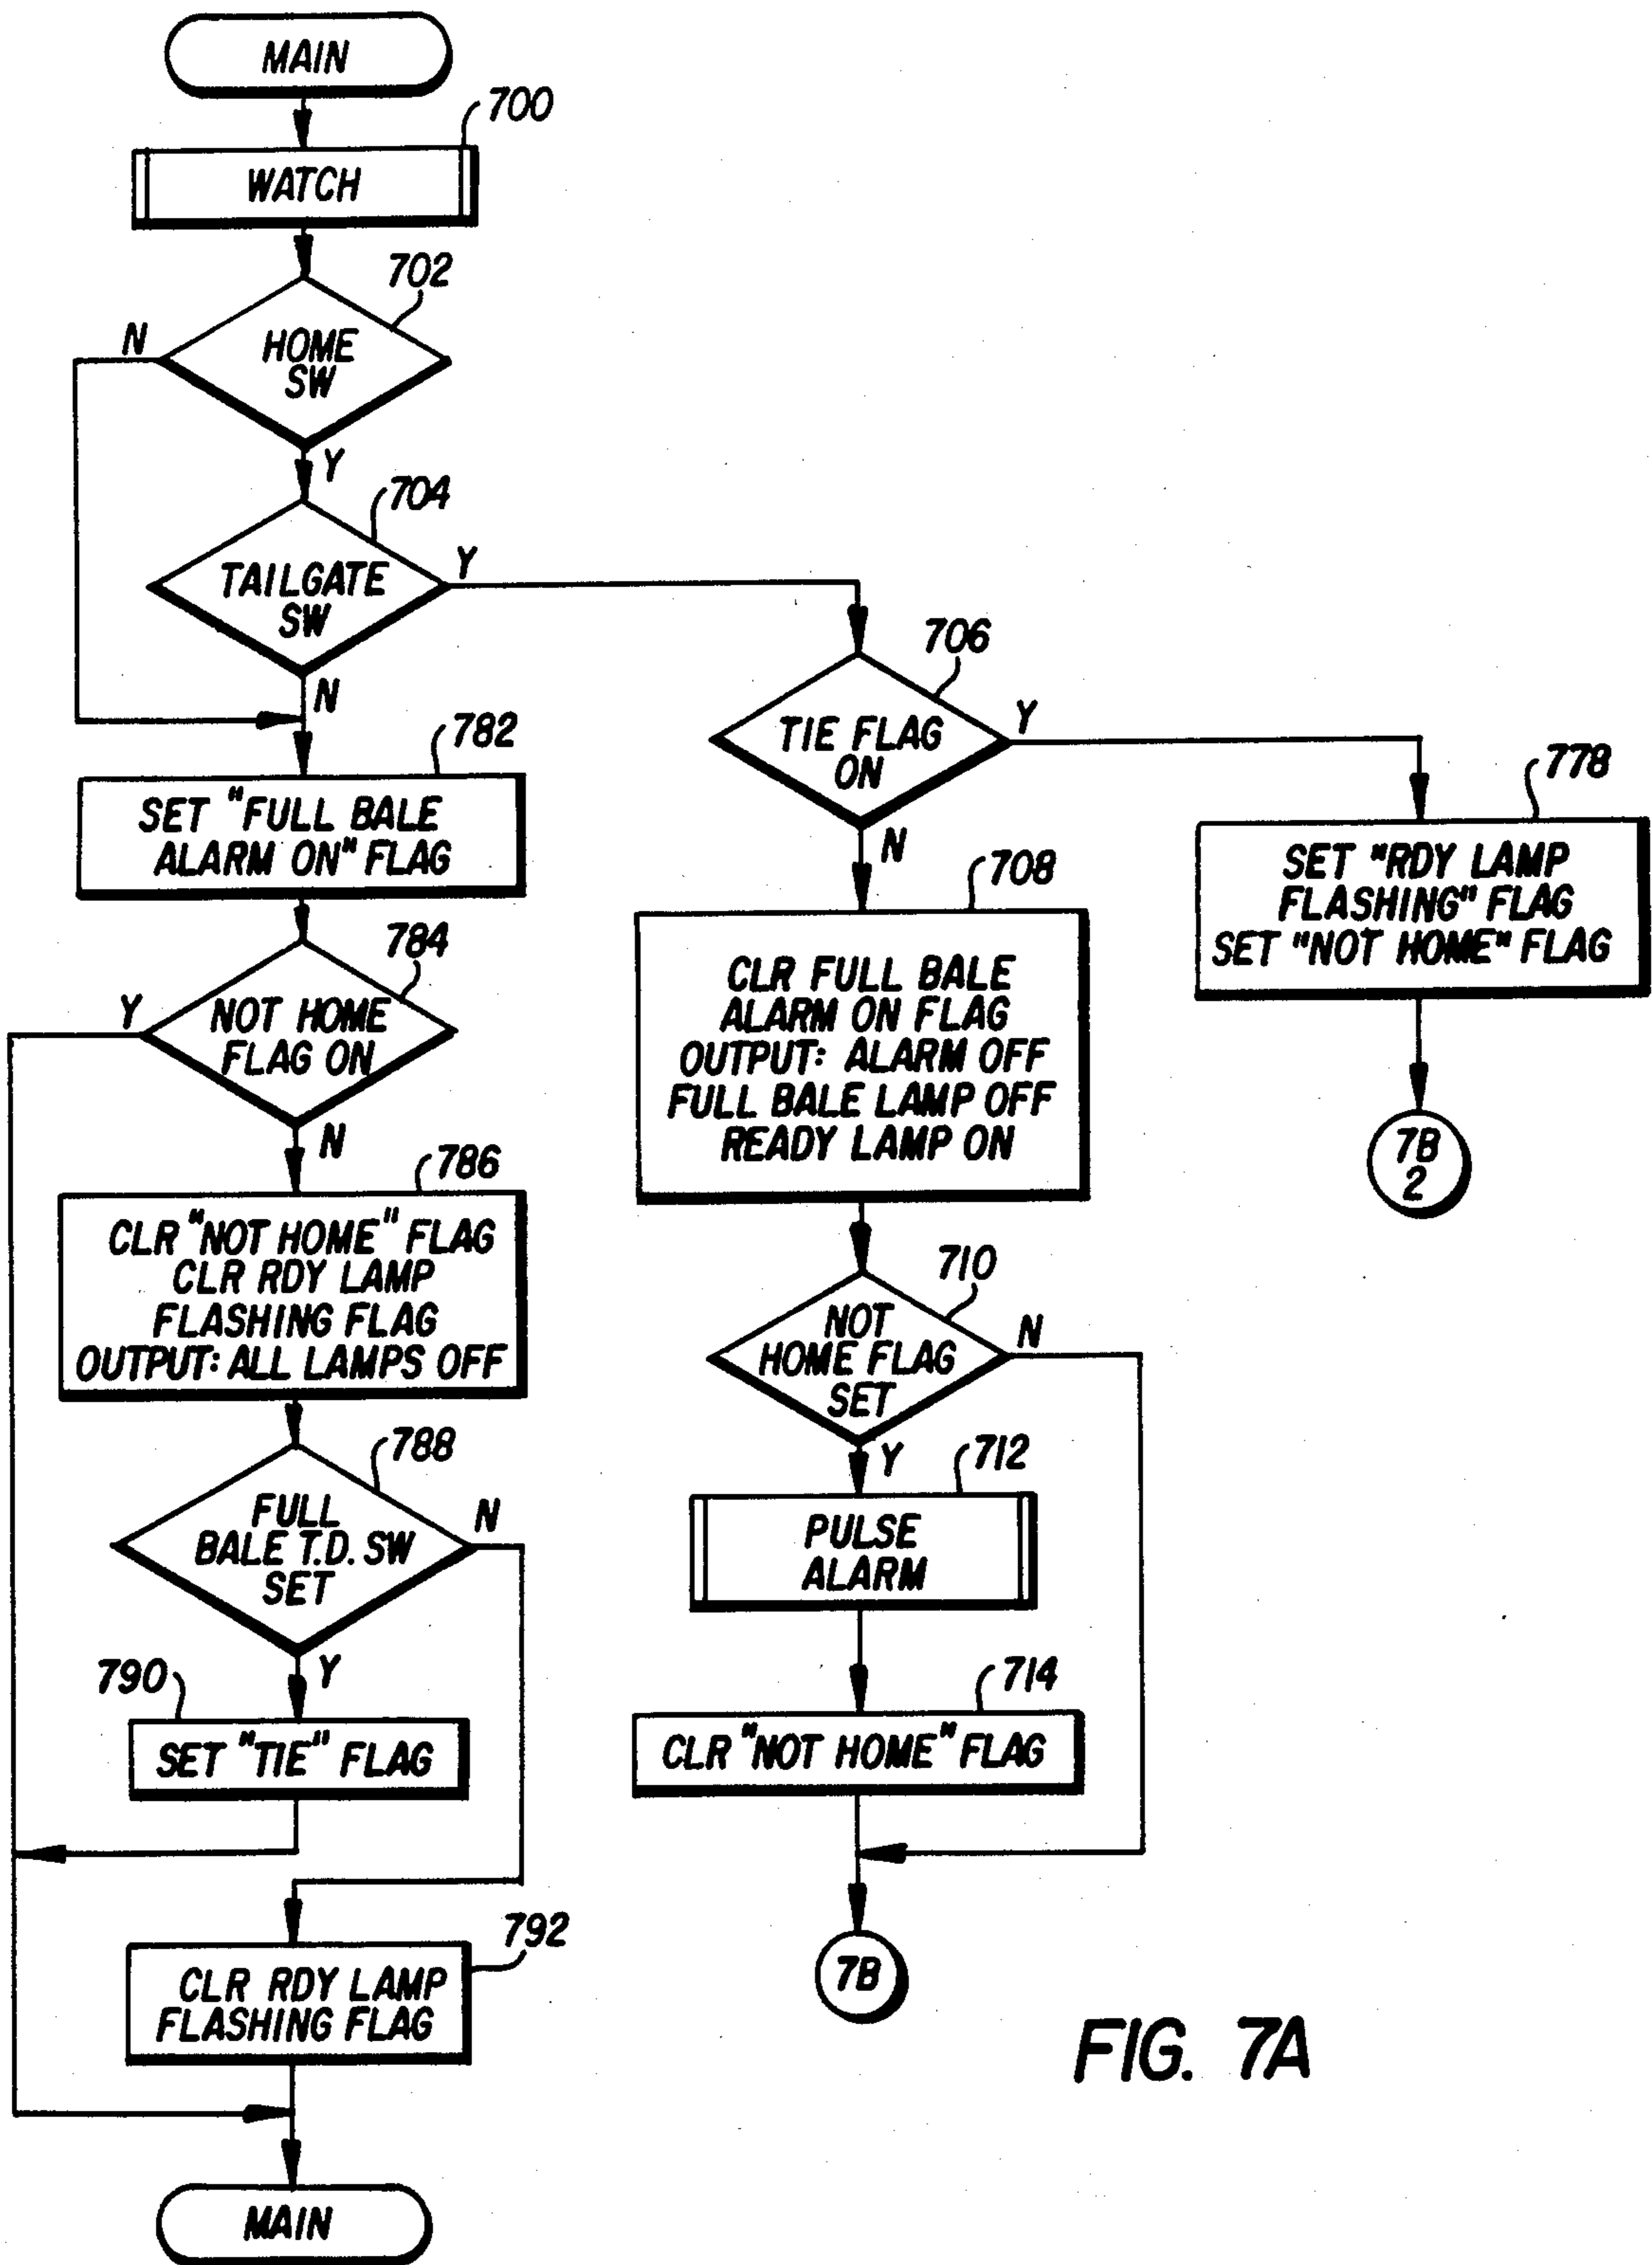 MAIN
700
WATCH
702
N
HOME
SW
Y
704
TAILGATE
SW
Y
N
706
TIE FLAG
ON
Y
N
782
SET "FULL BALE
ALARM ON" FLAG
778
SET "RDY LAMP
FLASHING" FLAG
SET "NOT HOME" FLAG
7B
2
708
CLR FULL BALE
ALARM ON FLAG
OUTPUT: ALARM OFF
FULL BALE LAMP OFF
READY LAMP ON
784
Y
NOT HOME
FLAG ON
N
786
CLR "NOT HOME" FLAG
CLR RDY LAMP
FLASHING FLAG
OUTPUT: ALL LAMPS OFF
710
NOT
HOME FLAG
SET
N
Y
788
FULL
BALE T.D. SW
SET
N
Y
712
PULSE
ALARM
790
SET "TIE" FLAG
714
CLR "NOT HOME" FLAG
792
CLR RDY LAMP
FLASHING FLAG
7B
FIG. 7A
MAIN